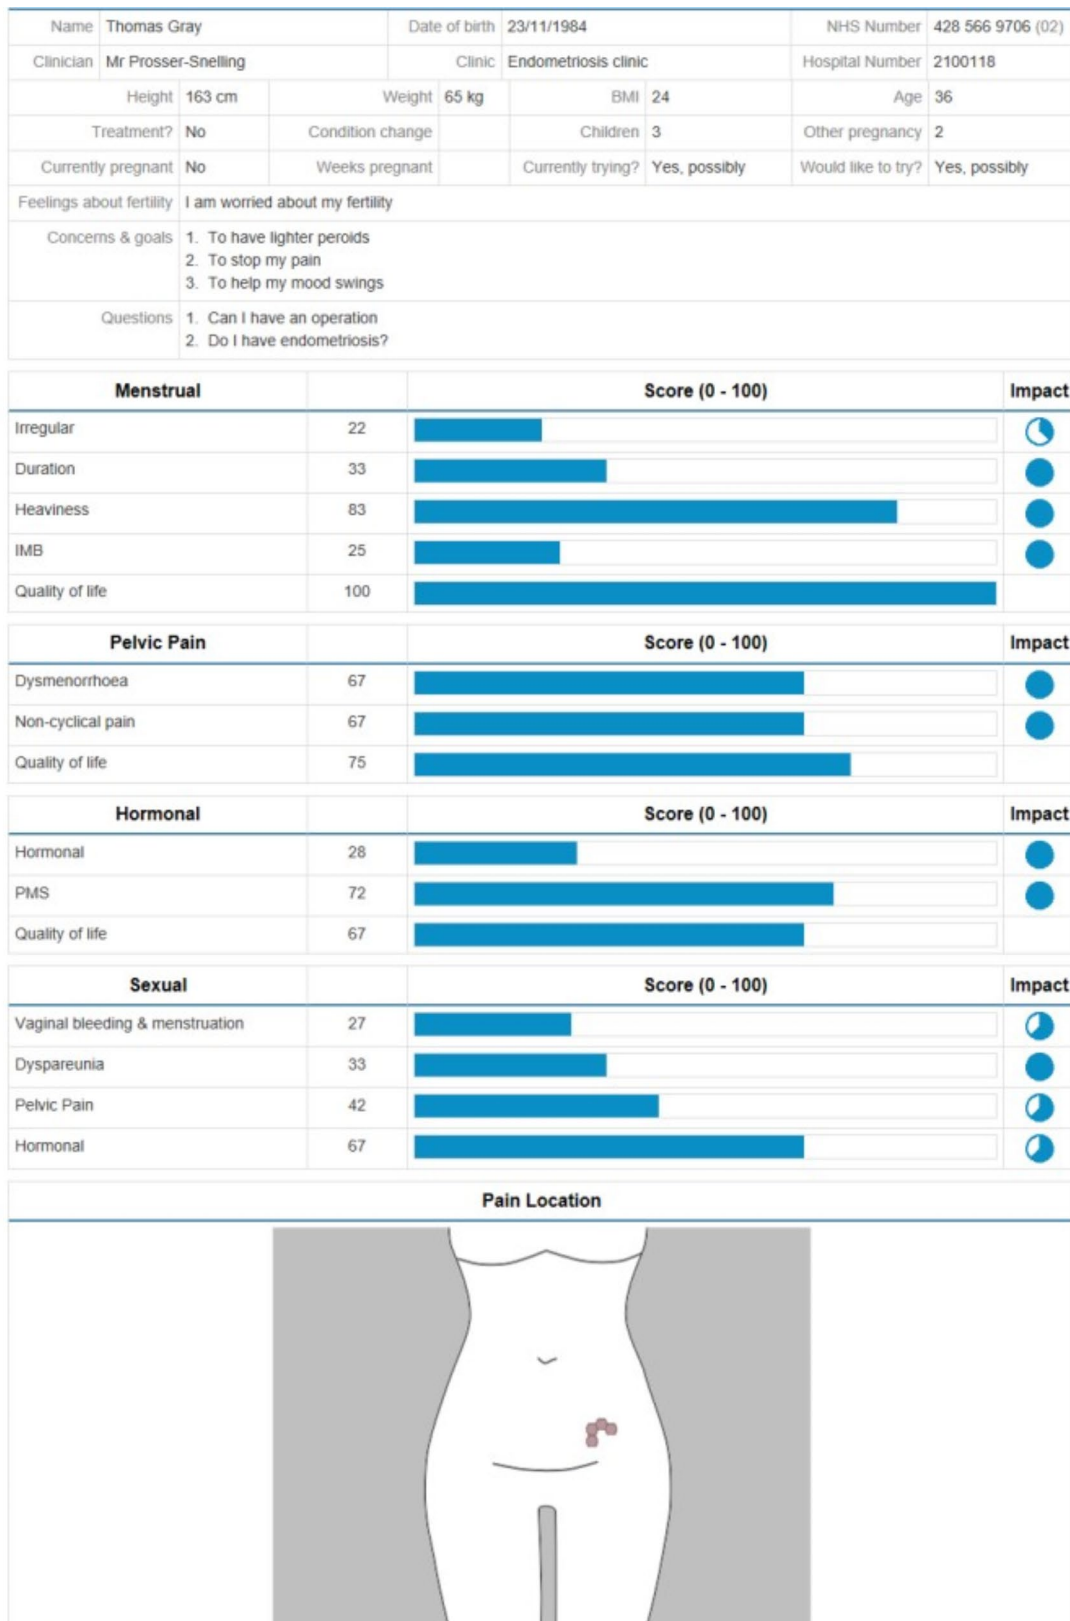 Name Thomas Gray Date of birth 23/11/1984 NHS Number 428 566 9706 (02)
Clinician Mr Prosser-Snelling Clinic Endometriosis clinic Hospital Number 2100118
Height 163 cm Weight 65 kg BMI 24 Age 36
Treatment? No Condition change Children 3 Other pregnancy 2
Currently pregnant No Weeks pregnant Currently trying? Yes, possibly Would like to try? Yes, possibly
Feelings about fertility I am worried about my fertility
Concerns & goals 1. To have lighter peroids
2. To stop my pain
3. To help my mood swings
Questions 1. Can I have an operation
2. Do I have endometriosis?
Menstrual Score (0 - 100) Impact
Irregular 22
Duration 33
Heaviness 83
IMB 25
Quality of life 100
Pelvic Pain Score (0 - 100) Impact
Dysmenorrhoea 67
Non-cyclical pain 67
Quality of life 75
Hormonal Score (0 - 100) Impact
Hormonal 28
PMS 72
Quality of life 67
Sexual Score (0 - 100) Impact
Vaginal bleeding & menstruation 27
Dyspareunia 33
Pelvic Pain 42
Hormonal 67
Pain Location